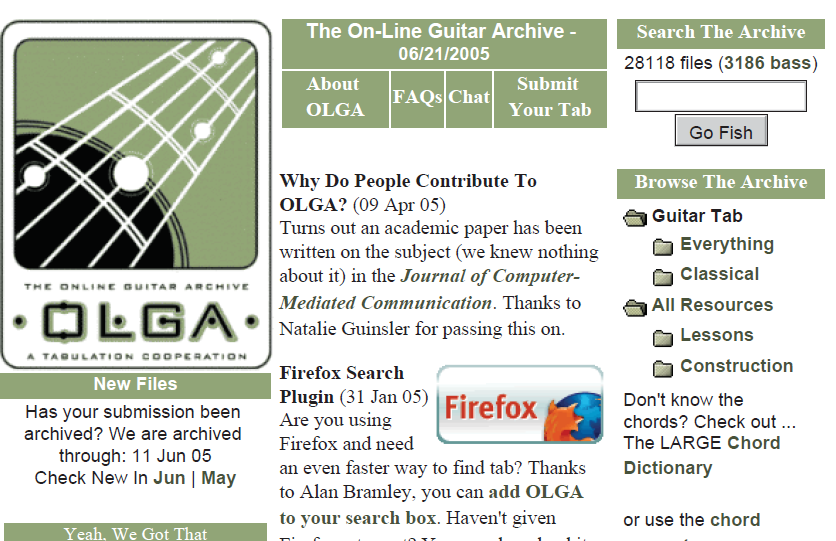 THE ONLINE GUITAR ARCHIVE
OLGA
A TABULATION COOPERATION
New Files
Has your submission been
archived? We are archived
through: 11 Jun 05
Check New In Jun | May
Yeah, We Got That
The On-Line Guitar Archive -
06/21/2005
About
OLGA
FAQs
Chat
Submit
Your Tab
Why Do People Contribute To
OLGA? (09 Apr 05)
Turns out an academic paper has been
written on the subject (we knew nothing
about it) in the Journal of Computer-
Mediated Communication. Thanks to
Natalie Guinsler for passing this on.
Firefox Search
Plugin (31 Jan 05)
Firefox
Are you using
Firefox and need
an even faster way to find tab? Thanks
to Alan Bramley, you can add OLGA
to your search box. Haven't given
Search The Archive
28118 files (3186 bass)
Go Fish
Browse The Archive
Guitar Tab
Everything
Classical
All Resources
Lessons
Construction
Don't know the
chords? Check out ...
The LARGE Chord
Dictionary
or use the chord